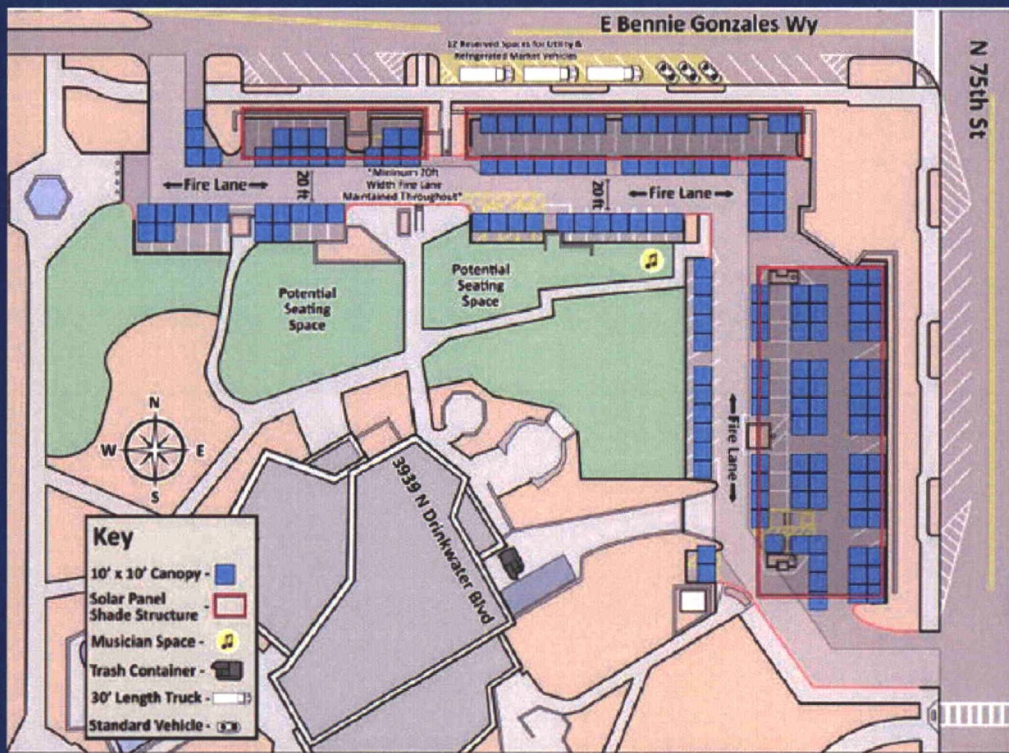 E Bennie Gonzales Wy
12 Reserved Spaces for Utility &
Refrigerated Market Vehicles
N 75th St
Fire Lane
20 ft
"Minimum 20ft
Width Fire Lane
Maintained Throughout"
20 ft
Fire Lane
Potential
Seating
Space
Potential
Seating
Space
Fire Lane
N
W
E
S
3939 N Drinkwater Blvd
Key
10' x 10' Canopy -
Solar Panel
Shade Structure -
Musician Space -
Trash Container -
30' Length Truck -
Standard Vehicle -